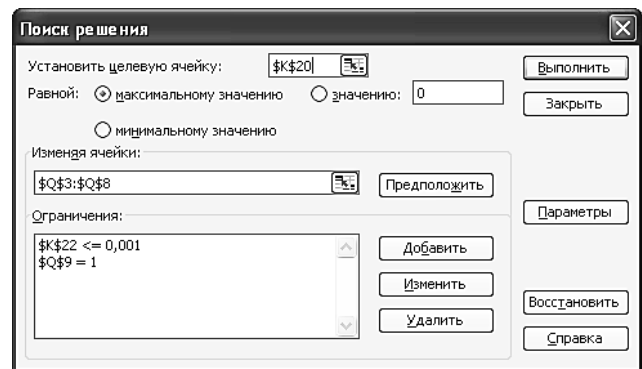 Поиск решения
Установить целевую ячейку: $K$20
Выполнить
Равной: максимальному значению значению: 0
Закрыть
минимальному значению
Изменяя ячейки:
$Q$3:$Q$8
Предположить
Ограничения:
Параметры
$K$22 <= 0,001
$Q$9 = 1
Добавить
Изменить
Удалить
Восстановить
Справка